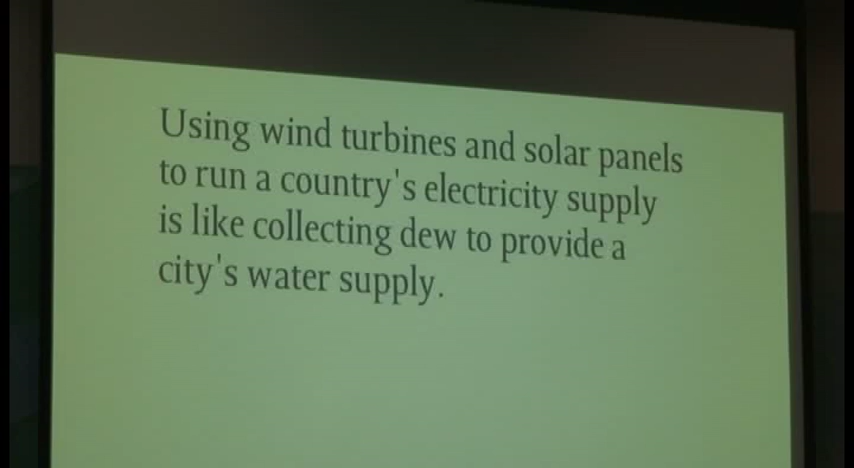 Using wind turbines and solar panels
to run a country's electricity supply
is like collecting dew to provide a
city's water supply.